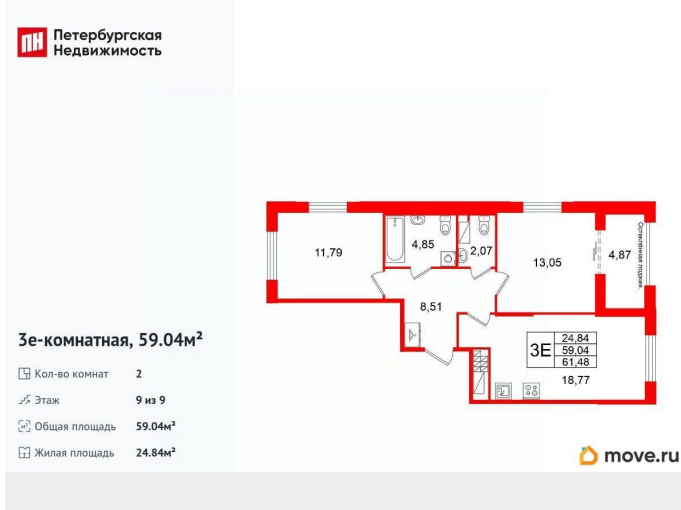 ПН Петербургская
Недвижимость
3е-комнатная, 59.04м²
Кол-во комнат 2
Этаж 9 из 9
Общая площадь 59.04м²
Жилая площадь 24.84м²
11,79
4,85
2,07
13,05
Остеклённая лоджия
4,87
8,51
3Е
24,84
59,04
61,48
18,77
move.ru